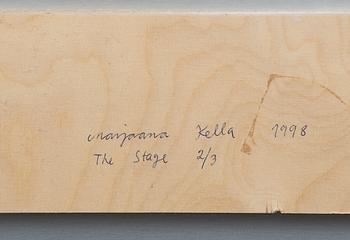 Marjaana Kella 1998
The Stage 2/3